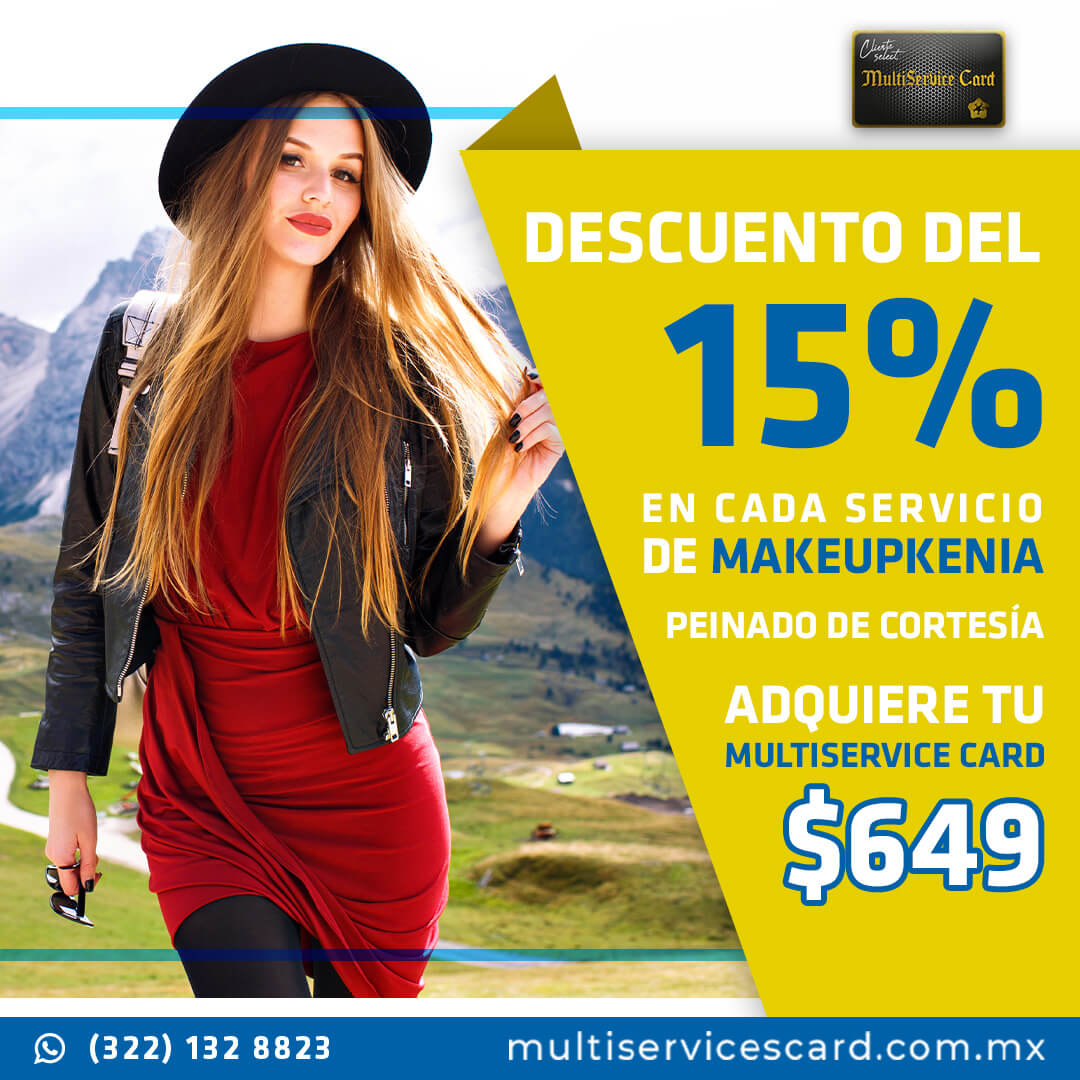 Cliente
select
MultiService Card
DESCUENTO DEL
15%
EN CADA SERVICIO
DE MAKEUPKENIA
PEINADO DE CORTESÍA
ADQUIERE TU
MULTISERVICE CARD
$649
(322) 132 8823
multiservicescard.com.mx